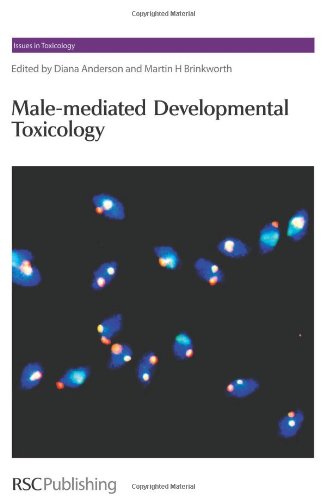 Copyrighted Material
Issues in Toxicology
Edited by Diana Anderson and Martin H Brinkworth
Male-mediated Developmental
Toxicology
RSCPublishing
Copyrighted Material